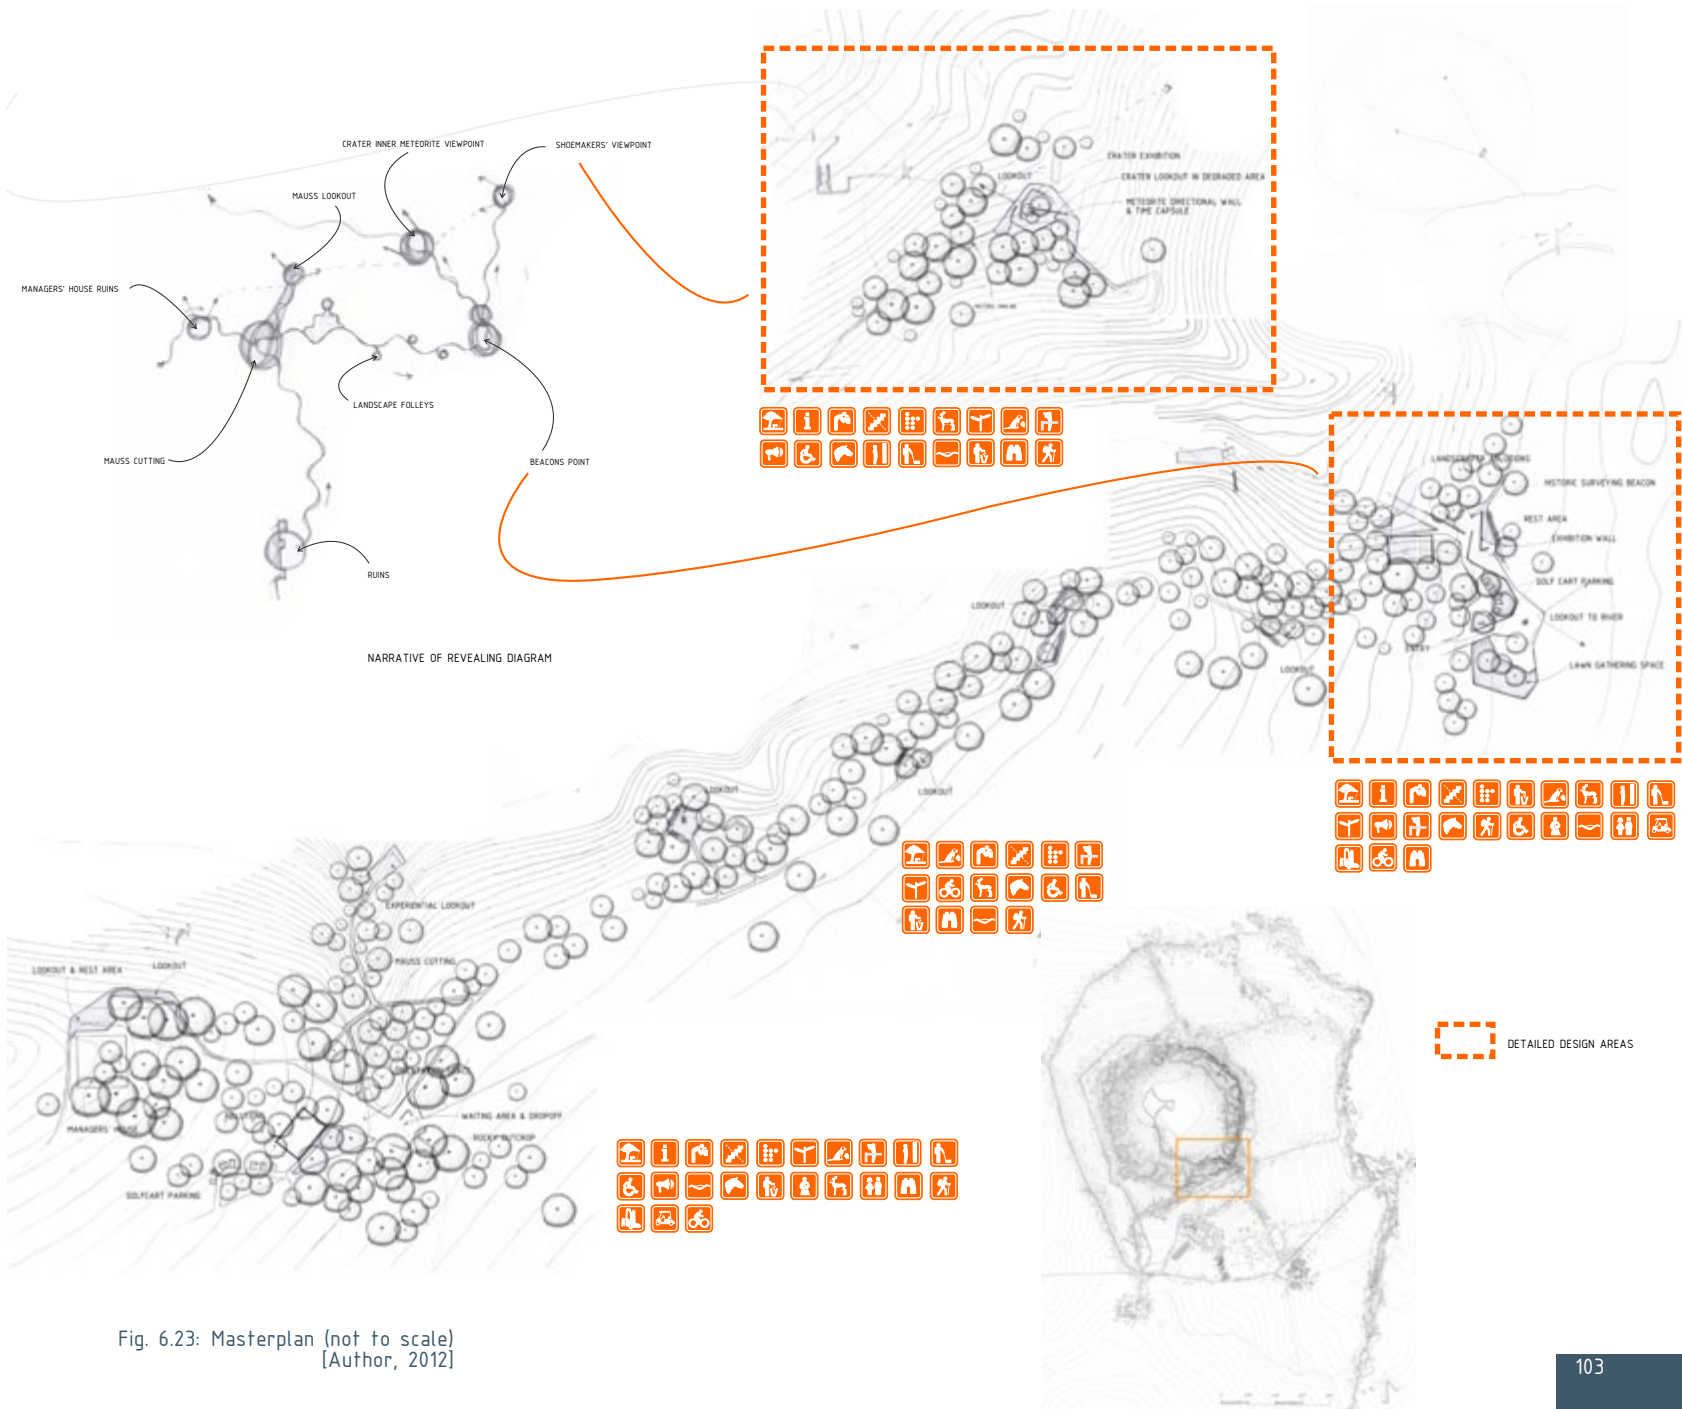 CRATER INNER METEORITE VIEWPOINT
SHOEMAKERS' VIEWPOINT
MAUSS LOOKOUT
MANAGERS' HOUSE RUINS
LANDSCAPE FOLLEYS
MAUSS CUTTING
BEACONS POINT
RUINS
NARRATIVE OF REVEALING DIAGRAM
CRATER EXHIBITION
LOOKOUT
CRATER LOOKOUT IN DEGRADED AREA
METEORITE DIRECTIONAL WALL
& TIME CAPSULE
HISTORIC SURVEYING BEACON
REST AREA
EXHIBITION WALL
GOLF CART PARKING
LOOKOUT TO RIVER
ENTRY
LAWN GATHERING SPACE
LOOKOUT
LOOKOUT
LOOKOUT
LOOKOUT
EXPERIENTIAL LOOKOUT
MAUSS CUTTING
LOOKOUT & REST AREA
LOOKOUT
WAITING AREA & DROPOFF
ROCKY OUTCROP
MANAGERS' HOUSE
GOLFCART PARKING
DETAILED DESIGN AREAS
Fig. 6.23: Masterplan (not to scale)
[Author, 2012]
103